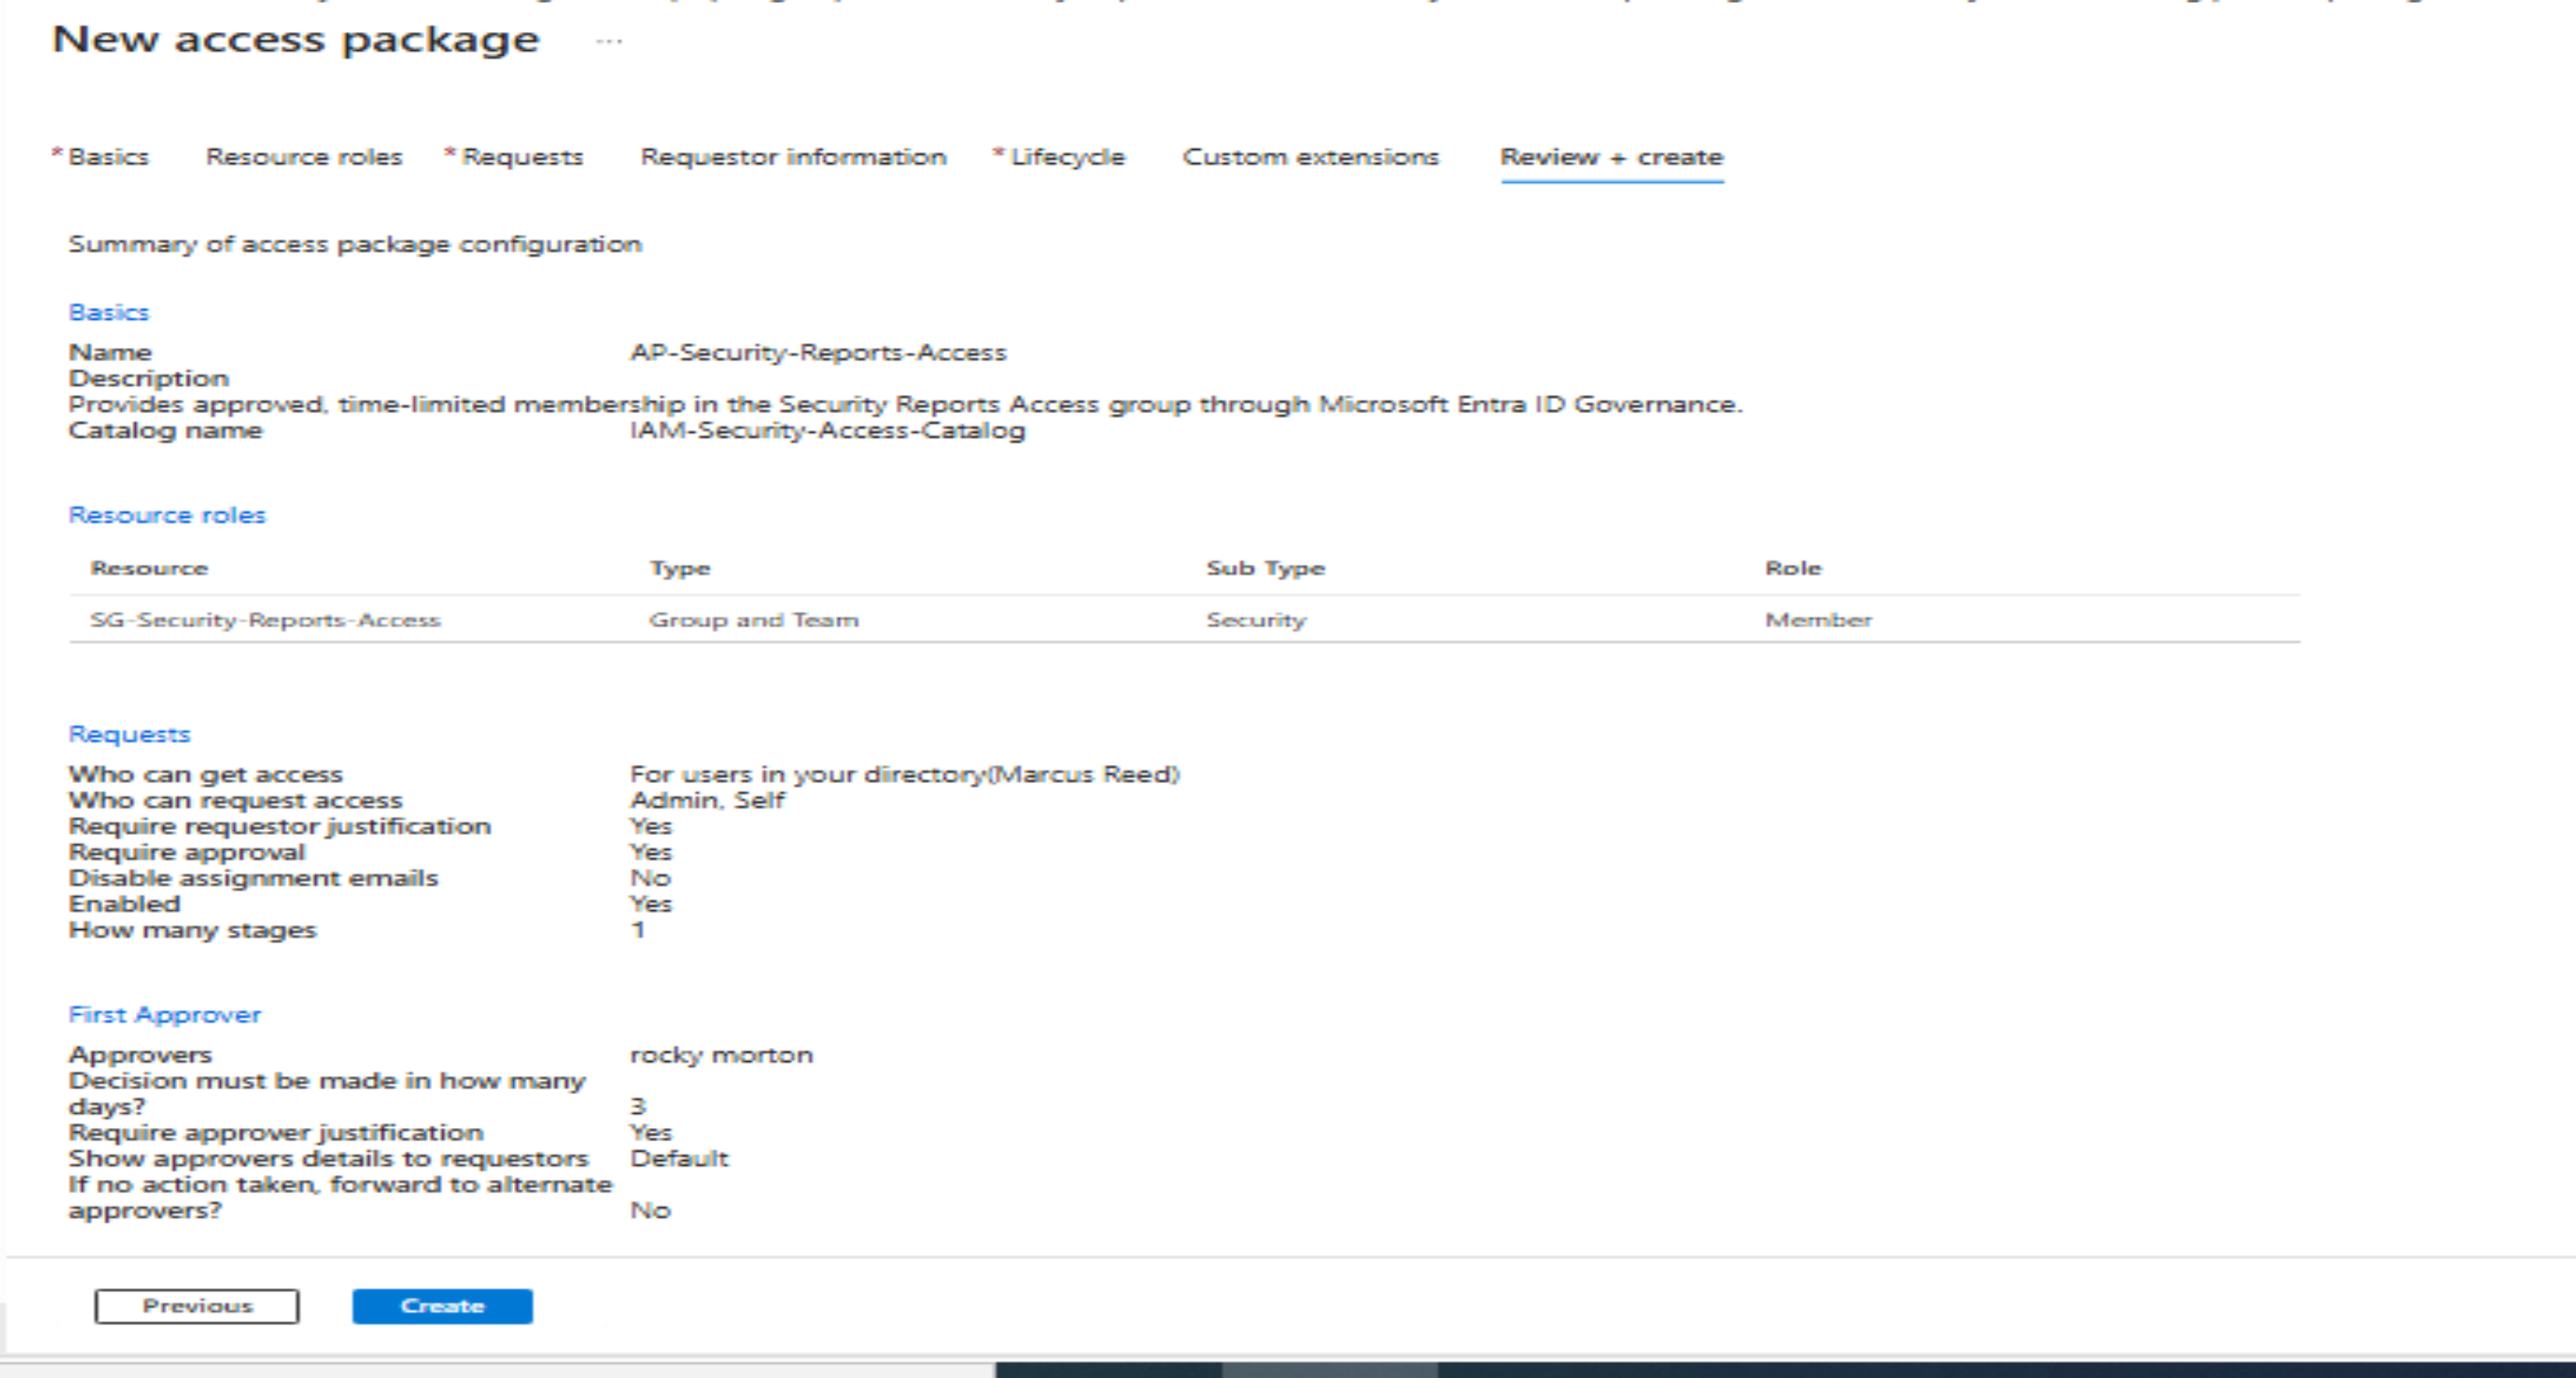 New access package ...
* Basics Resource roles * Requests Requestor information * Lifecycle Custom extensions Review + create
Summary of access package configuration
Basics
Name AP-Security-Reports-Access
Description
Provides approved, time-limited membership in the Security Reports Access group through Microsoft Entra ID Governance.
Catalog name IAM-Security-Access-Catalog
Resource roles
Resource Type Sub Type Role
SG-Security-Reports-Access Group and Team Security Member
Requests
Who can get access For users in your directory(Marcus Reed)
Who can request access Admin, Self
Require requestor justification Yes
Require approval Yes
Disable assignment emails No
Enabled Yes
How many stages 1
First Approver
Approvers rocky morton
Decision must be made in how many
days? 3
Require approver justification Yes
Show approvers details to requestors Default
If no action taken, forward to alternate
approvers? No
Previous Create